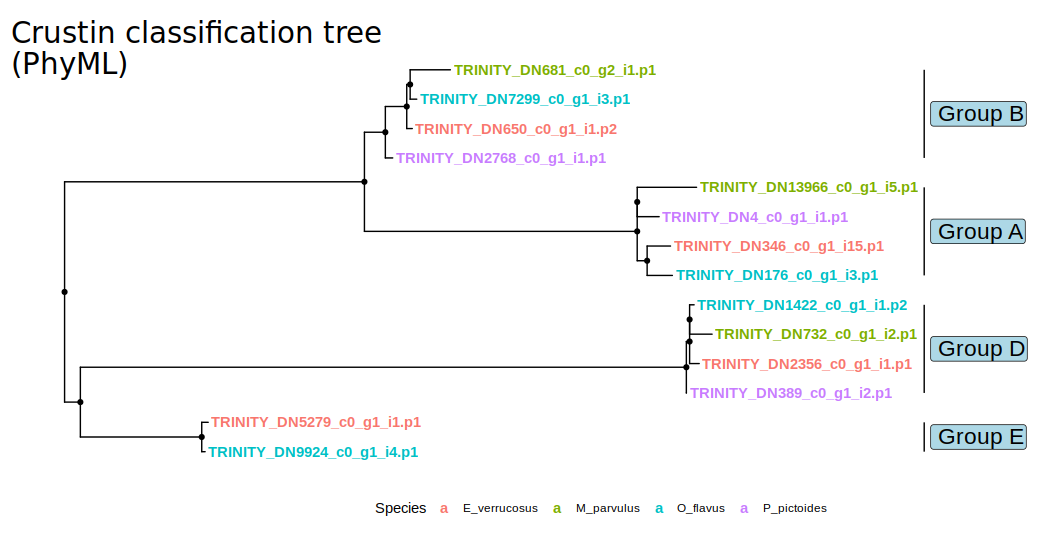 Crustin classification tree
(PhyML)
TRINITY_DN681_c0_g2_i1.p1
TRINITY_DN7299_c0_g1_i3.p1
Group B
TRINITY_DN650_c0_g1_i1.p2
TRINITY_DN2768_c0_g1_i1.p1
TRINITY_DN13966_c0_g1_i5.p1
TRINITY_DN4_c0_g1_i1.p1
Group A
TRINITY_DN346_c0_g1_i15.p1
TRINITY_DN176_c0_g1_i3.p1
TRINITY_DN1422_c0_g1_i1.p2
TRINITY_DN732_c0_g1_i2.p1
Group D
TRINITY_DN2356_c0_g1_i1.p1
TRINITY_DN389_c0_g1_i2.p1
TRINITY_DN5279_c0_g1_i1.p1
Group E
TRINITY_DN9924_c0_g1_i4.p1
Species a E_verrucosus a M_parvulus a O_flavus a P_pictoides